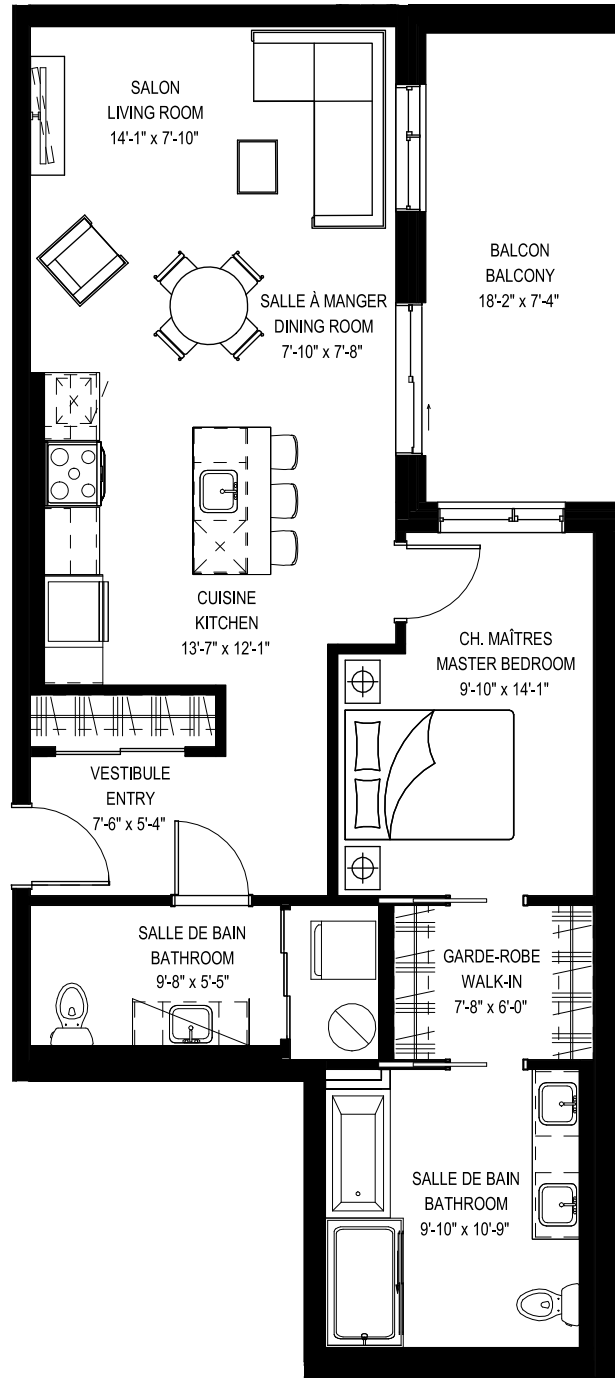 SALON
LIVING ROOM
14'-1" x 7'-10"
BALCON
BALCONY
18'-2" x 7'-4"
SALLE À MANGER
DINING ROOM
7'-10" x 7'-8"
CUISINE
KITCHEN
13'-7" x 12'-1"
CH. MAÎTRES
MASTER BEDROOM
9'-10" x 14'-1"
VESTIBULE
ENTRY
7'-6" x 5'-4"
SALLE DE BAIN
BATHROOM
9'-8" x 5'-5"
GARDE-ROBE
WALK-IN
7'-8" x 6'-0"
SALLE DE BAIN
BATHROOM
9'-10" x 10'-9"